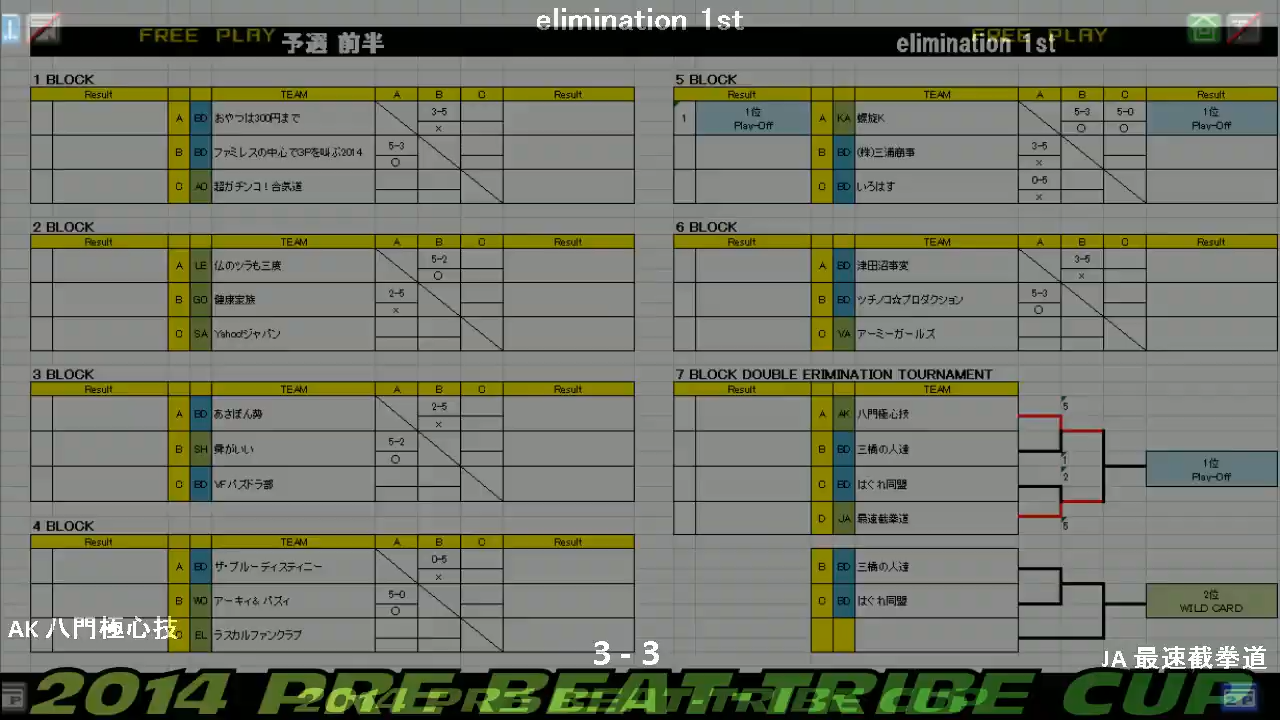 elimination 1st
FREE PLAY 予選 前半
elimination 1st FREE PLAY
1 BLOCK
Result TEAM A B C Result
A BD おやつは300円まで 3-5 ×
B BD ファミレスの中心でGPを叫ぶ2014 5-3 ○
C AO 超ガチンコ！合気道
2 BLOCK
Result TEAM A B C Result
A LE 仏のツラも三度 5-2 ○
B GO 健康家族 2-5 ×
C SA Yahoo!ジャパン
3 BLOCK
Result TEAM A B C Result
A BD あさぽん勢 2-5 ×
B SH 舜がいい 5-2 ○
C BD VFパズドラ部
4 BLOCK
Result TEAM A B C Result
A BD ザ・ブルーディスティニー 0-5 ×
B WO アーキィ& パズィ 5-0 ○
C EL ラスカルファンクラブ
5 BLOCK
Result TEAM A B C Result
1 1位 Play-Off A KA 螺旋K 5-3 ○ 5-0 ○ 1位 Play-Off
B BD (株)三浦商事 3-5 ×
C BD いろはす 0-5 ×
6 BLOCK
Result TEAM A B C Result
A BD 津田沼事変 3-5 ×
B BD ツチノコ☆プロダクション 5-3 ○
C VA アーミーガールズ
7 BLOCK DOUBLE ERIMINATION TOURNAMENT
Result TEAM
A AK 八門極心技 5
B BD 三橋の人達 1
C BD はぐれ同盟 2
D JA 最速截拳道 5
1位 Play-Off
B BD 三橋の人達
C BD はぐれ同盟
2位 WILD CARD
AK 八門極心技
3 - 3
JA 最速截拳道
2014 PRE BEAT-TRIBE CUP
2014 PRE BEAT-TRIBE CUP